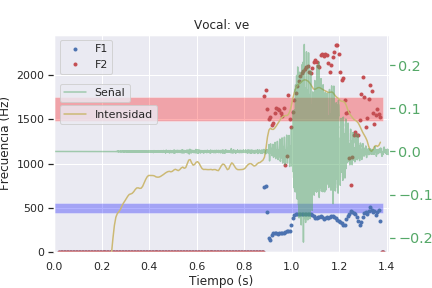 Vocal: ve
F1
F2
Señal
Intensidad
Frecuencia (Hz)
2000
1500
1000
500
0
0.2
0.1
0.0
−0.1
−0.2
0.0 0.2 0.4 0.6 0.8 1.0 1.2 1.4
Tiempo (s)